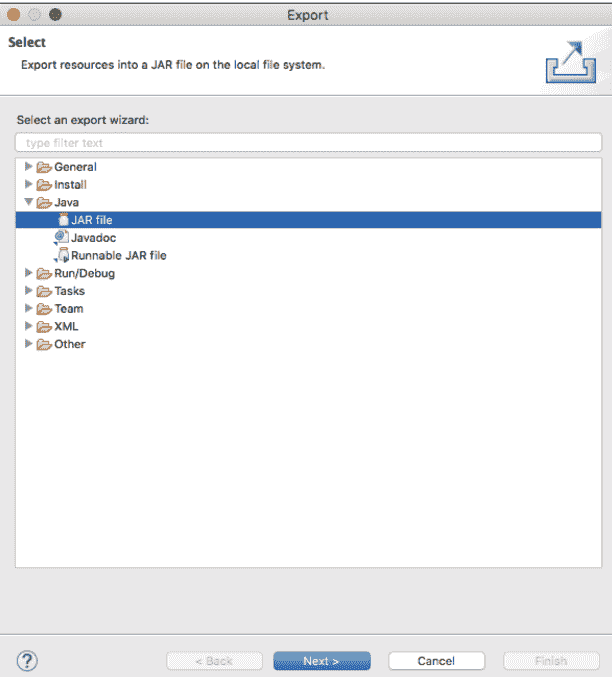 Export
Select
Export resources into a JAR file on the local file system.
Select an export wizard:
type filter text
General
Install
Java
JAR file
Javadoc
Runnable JAR file
Run/Debug
Tasks
Team
XML
Other
?
< Back
Next >
Cancel
Finish